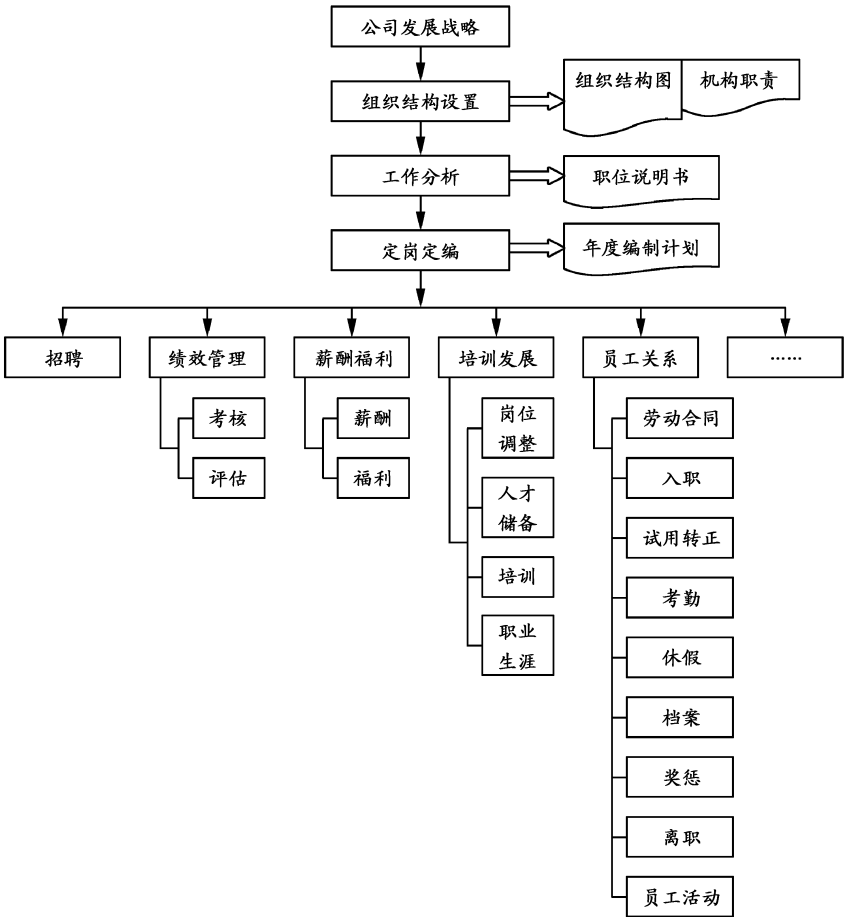 公司发展战略
组织结构设置
组织结构图
机构职责
工作分析
职位说明书
定岗定编
年度编制计划
招聘
绩效管理
薪酬福利
培训发展
员工关系
……
考核
评估
薪酬
福利
岗位
调整
人才
储备
培训
职业
生涯
劳动合同
入职
试用转正
考勤
休假
档案
奖惩
离职
员工活动